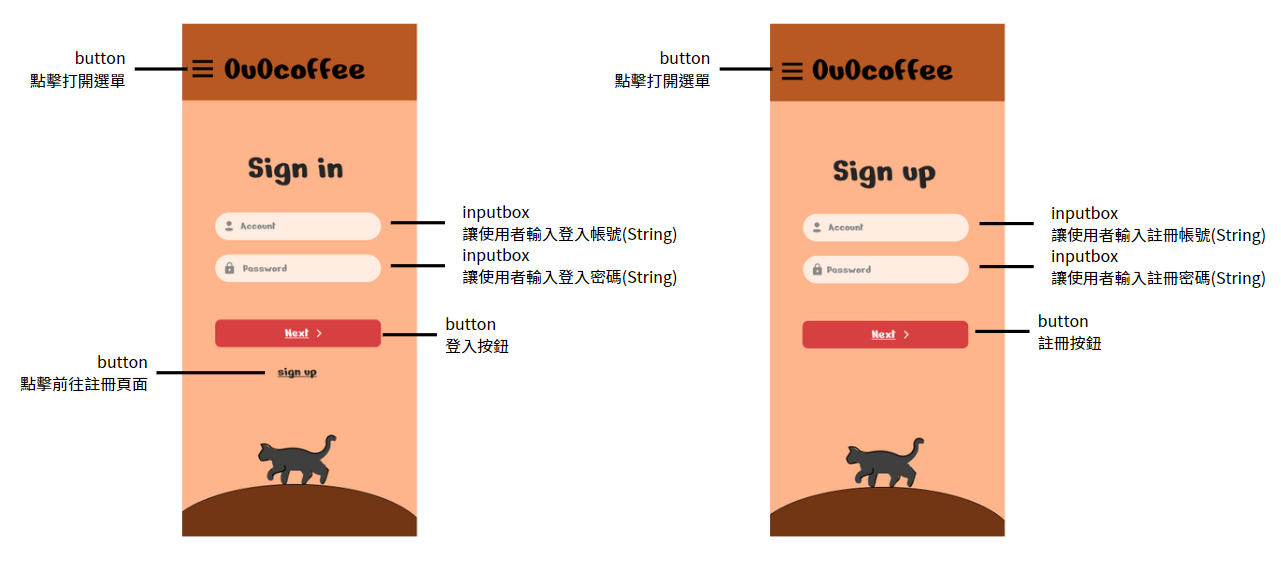 button
點擊打開選單
OuOcoffee
Sign in
Account
inputbox
讓使用者輸入登入帳號(String)
Password
inputbox
讓使用者輸入登入密碼(String)
Next
button
登入按鈕
button
點擊前往註冊頁面
sign up
button
點擊打開選單
OuOcoffee
Sign up
Account
inputbox
讓使用者輸入註冊帳號(String)
Password
inputbox
讓使用者輸入註冊密碼(String)
Next
button
註冊按鈕